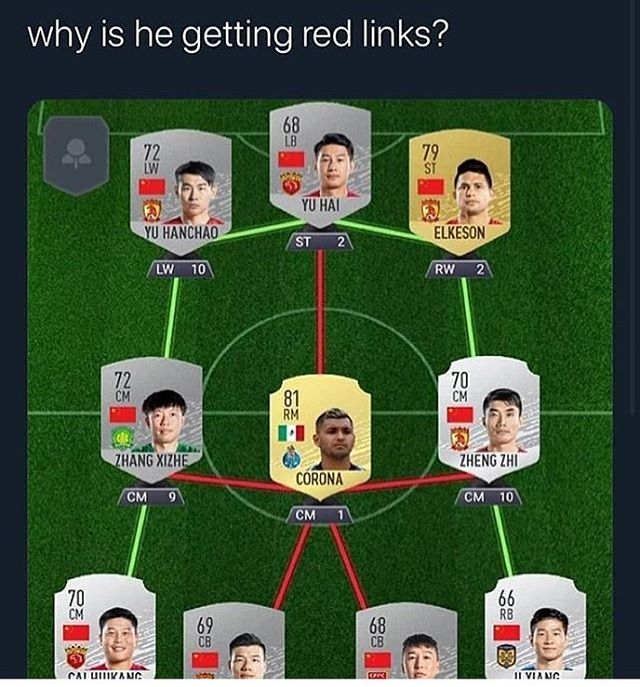 why is he getting red links?
68
LB
YU HAI
ST 2
72
LW
YU HANCHAO
LW 10
79
ST
ELKESON
RW 2
72
CM
ZHANG XIZHE
CM 9
81
RM
CORONA
CM 1
70
CM
ZHENG ZHI
CM 10
70
CM
CAI HUIKANG
69
CB
68
CB
66
RB
JI XIANG